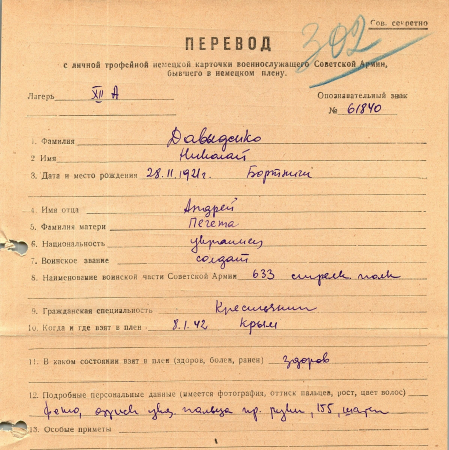 Сов. секретно
302
ПЕРЕВОД
с личной трофейной немецкой карточки военнослужащего Советской Армии,
бывшего в немецком плену.
Лагерь XII А Опознавательный знак
№ 61840
1. Фамилия Давыденко
2 Имя Николай
3. Дата и место рождения 28.11.1921г. Бортничи
4. Имя отца Андрей
5. Фамилия матери
6. Национальность украинец
7. Воинское звание солдат
8. Наименование воинской части Советской Армии 633 стрелк. полк
9. Гражданская специальность Крестьянин
10. Когда и где взят в плен 8.1.42 Крым
11. В каком состоянии взят в плен (здоров, болен, ранен) здоров
12. Подробные персональные данные (имеется фотография, оттиск пальцев, рост, цвет волос)
фото, оттиск указ. пальца пр. руки, 155,
13. Особые приметы